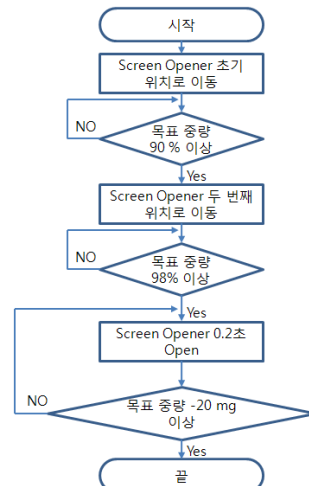 시작
Screen Opener 초기
위치로 이동
NO
목표 중량
90 % 이상
Yes
Screen Opener 두 번째
위치로 이동
NO
목표 중량
98% 이상
Yes
Screen Opener 0.2초
Open
NO
목표 중량 -20 mg
이상
Yes
끝